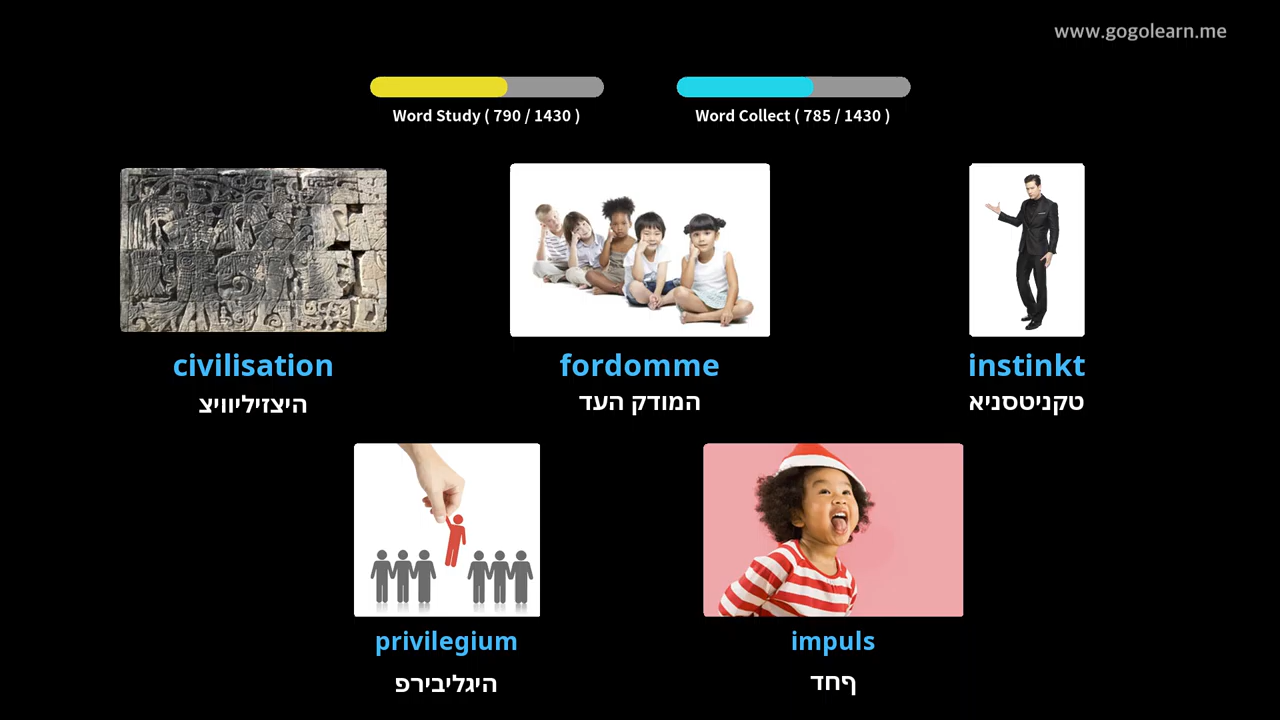 www.gogolearn.me
Word Study ( 790 / 1430 )
Word Collect ( 785 / 1430 )
civilisation
היצזיליוויצ
fordomme
המודק העד
instinkt
טקניטסניא
privilegium
היגליבירפ
impuls
ףחד